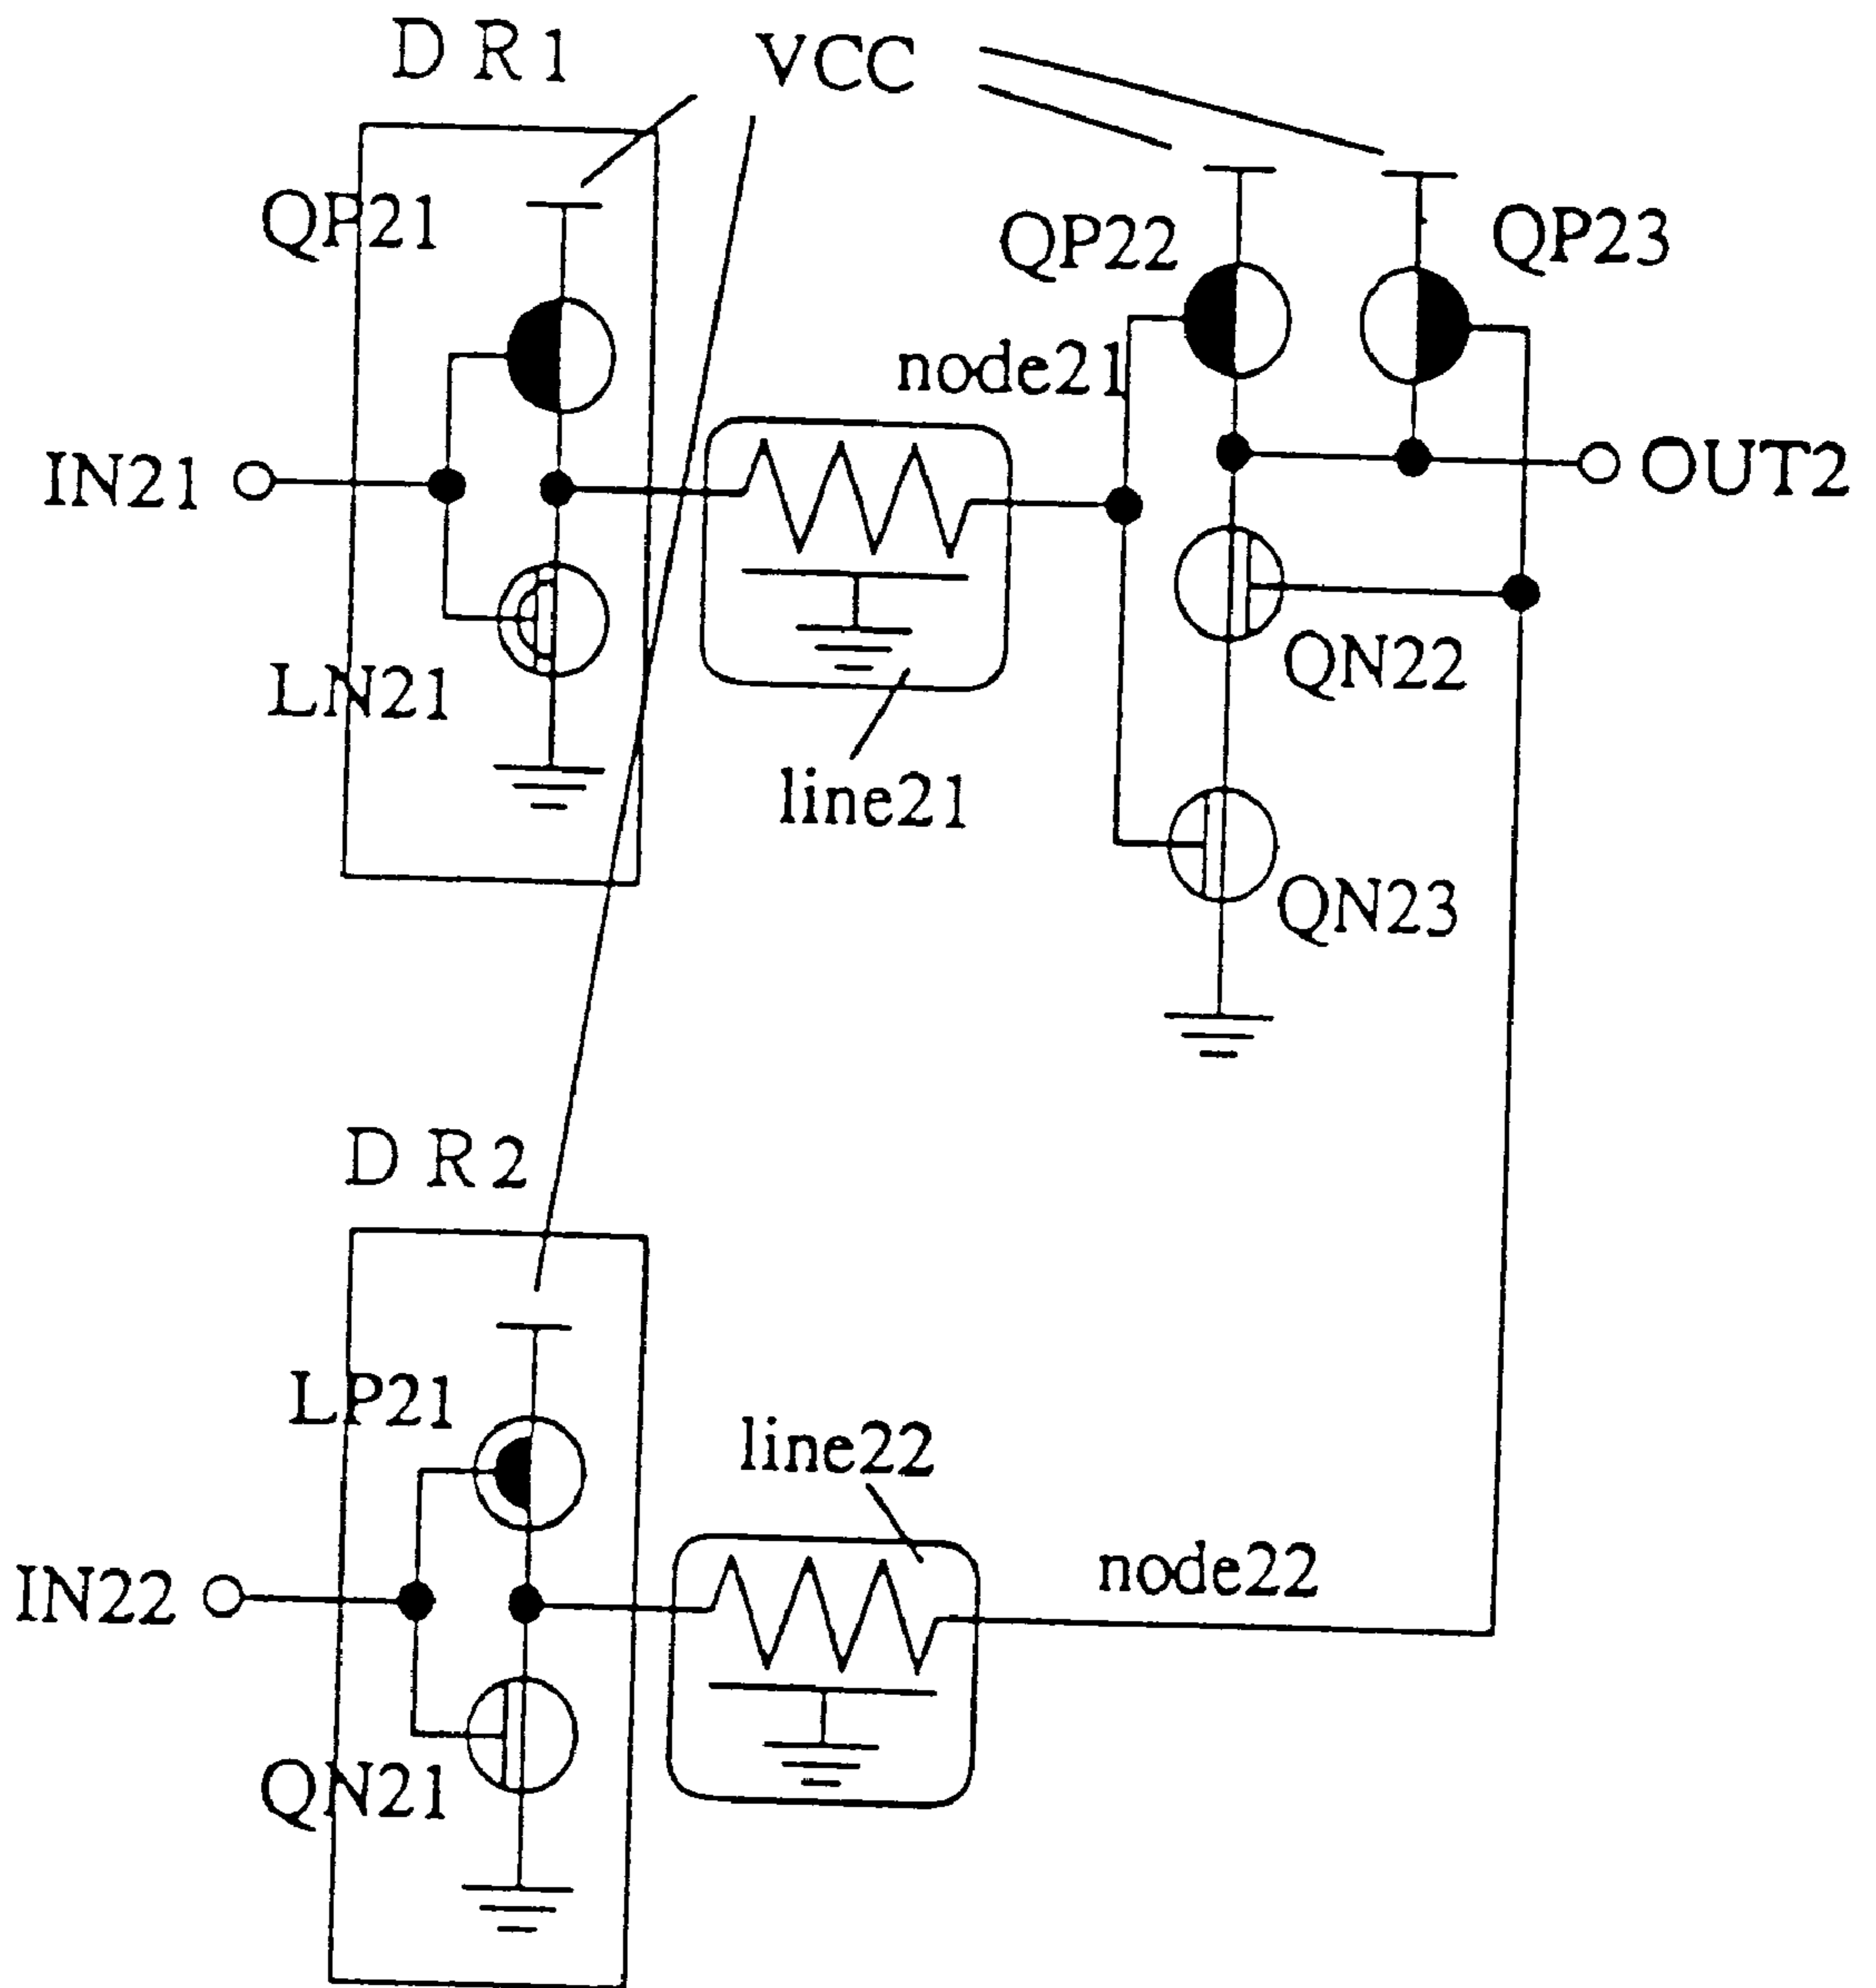 DR1
VCC
QP21
QP22
QP23
node21
IN21
OUT2
LN21
QN22
line21
QN23
DR2
LP21
line22
IN22
node22
QN21